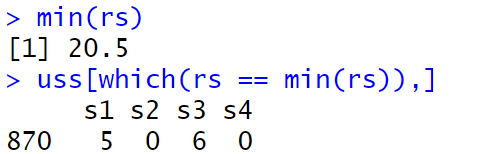 > min(rs)
[1] 20.5
> uss[which(rs == min(rs)),]
    s1 s2 s3 s4
870  5  0  6  0